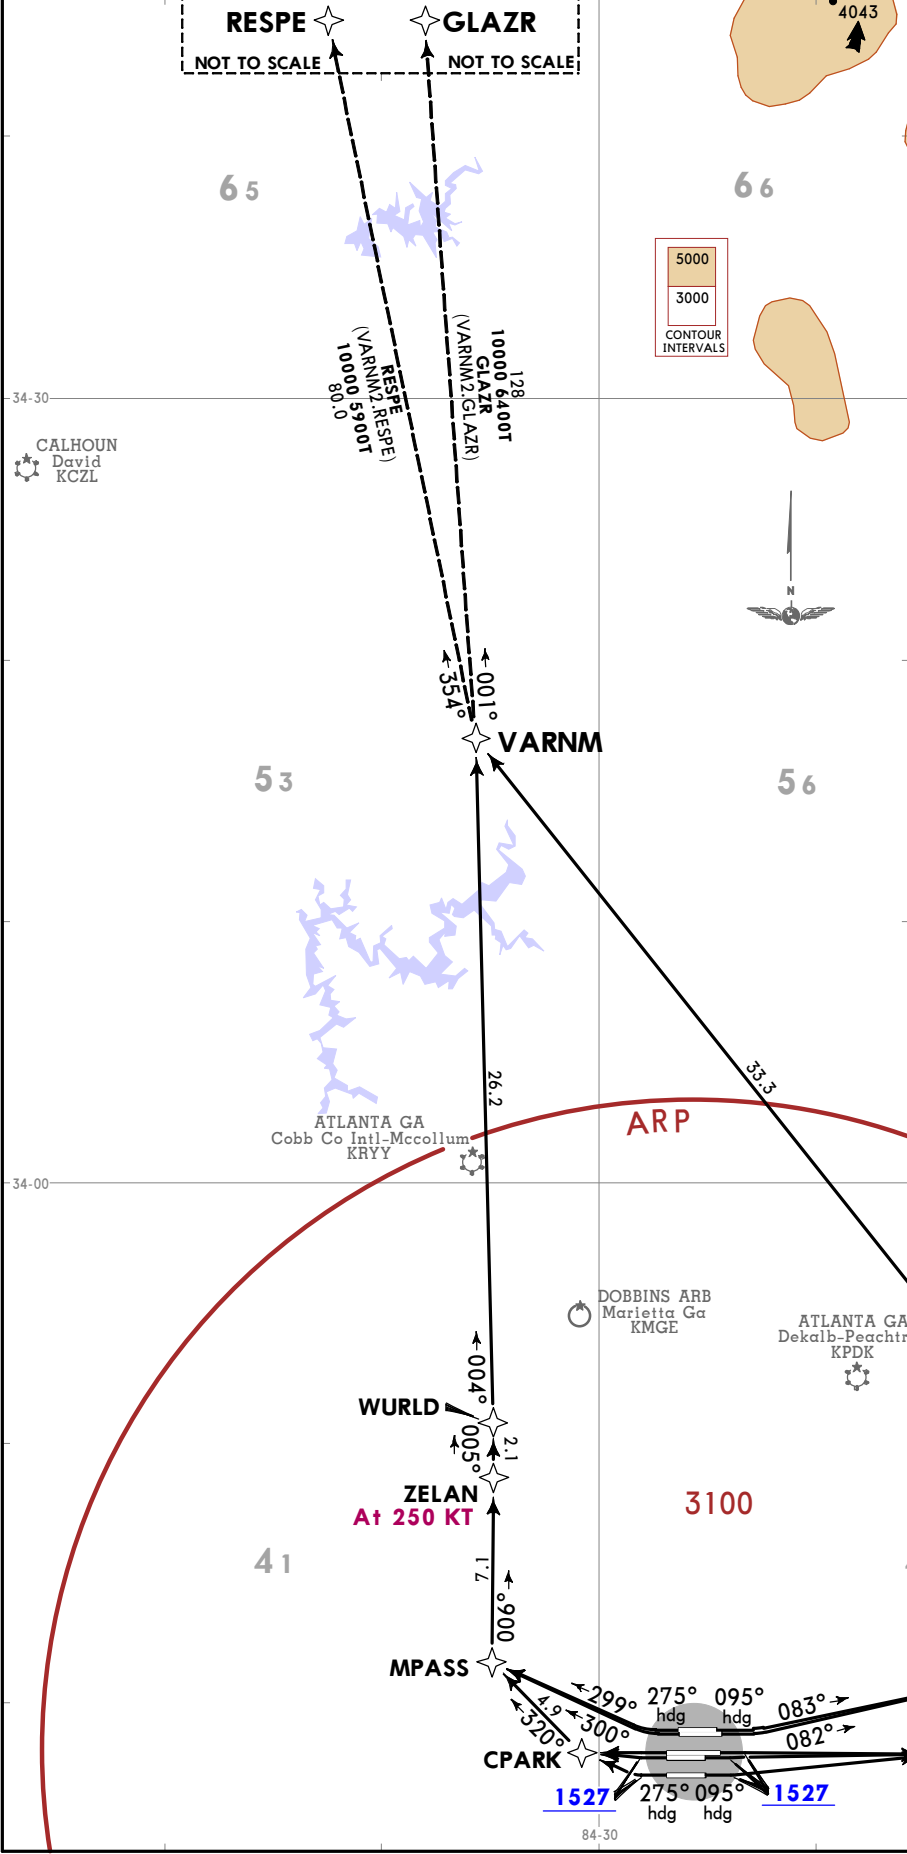 RESPE
GLAZR
NOT TO SCALE
NOT TO SCALE
4043
65
66
5000
3000
CONTOUR
INTERVALS
RESPE
(VARNM2.RESPE)
10000 5900T
80.0
128
10000 6400T
GLAZR
(VARNM2.GLAZR)
34-30
CALHOUN
David
KCZL
N
354°
001°
VARNM
53
56
26.2
33.3
ARP
ATLANTA GA
Cobb Co Intl-Mccollum
KRYY
34-00
DOBBINS ARB
Marietta Ga
KMGE
ATLANTA GA
Dekalb-Peachtr
KPDK
004°
WURLD
005°
2.1
ZELAN
At 250 KT
3100
41
7.1
006°
MPASS
299°
275°
hdg
095°
hdg
083°
4.9
300°
320°
082°
CPARK
1527
275°
hdg
095°
hdg
1527
84-30